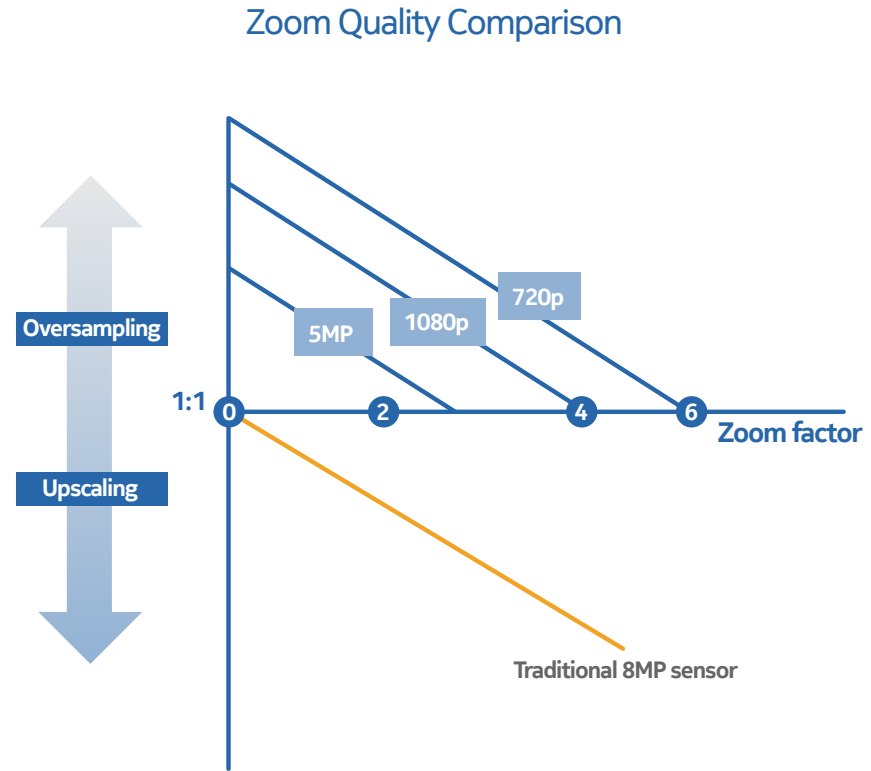 Zoom Quality Comparison
720p
1080p
5MP
Oversampling
1:1
0
2
4
6
Zoom factor
Upscaling
Traditional 8MP sensor